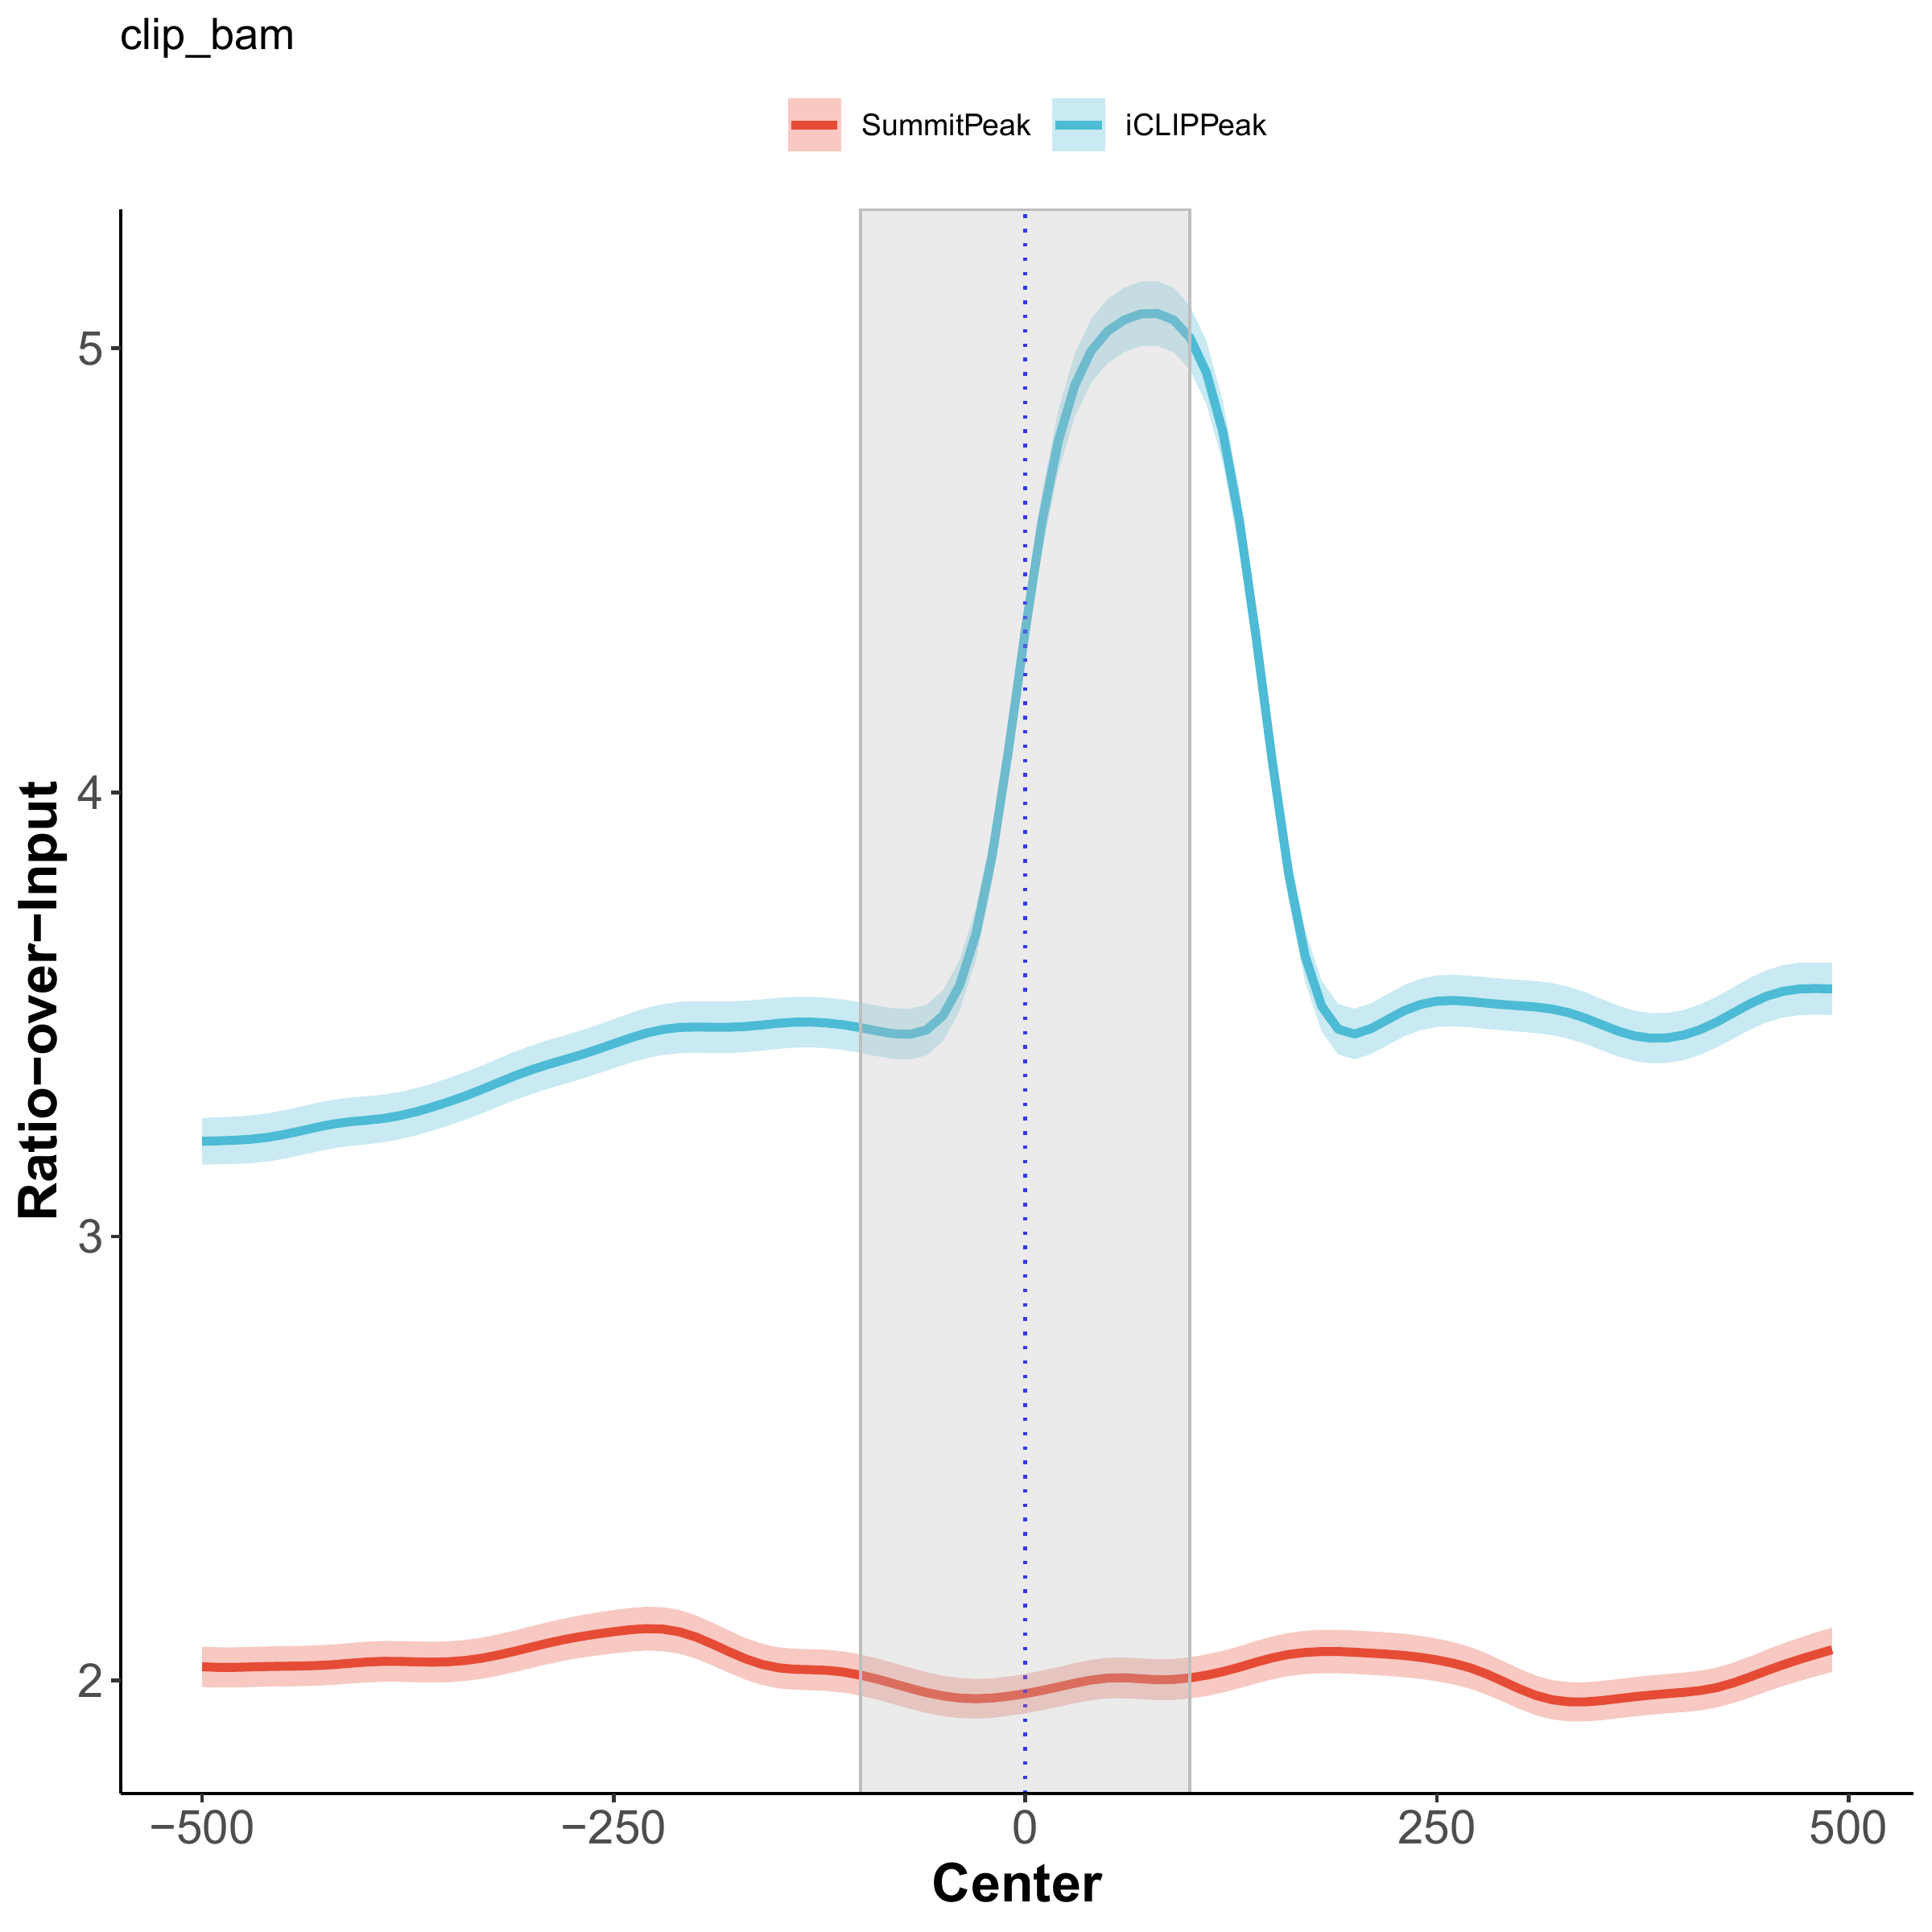 clip_bam
SummitPeak iCLIPPeak
Ratio−over−Input
5
4
3
2
−500 −250 0 250 500
Center